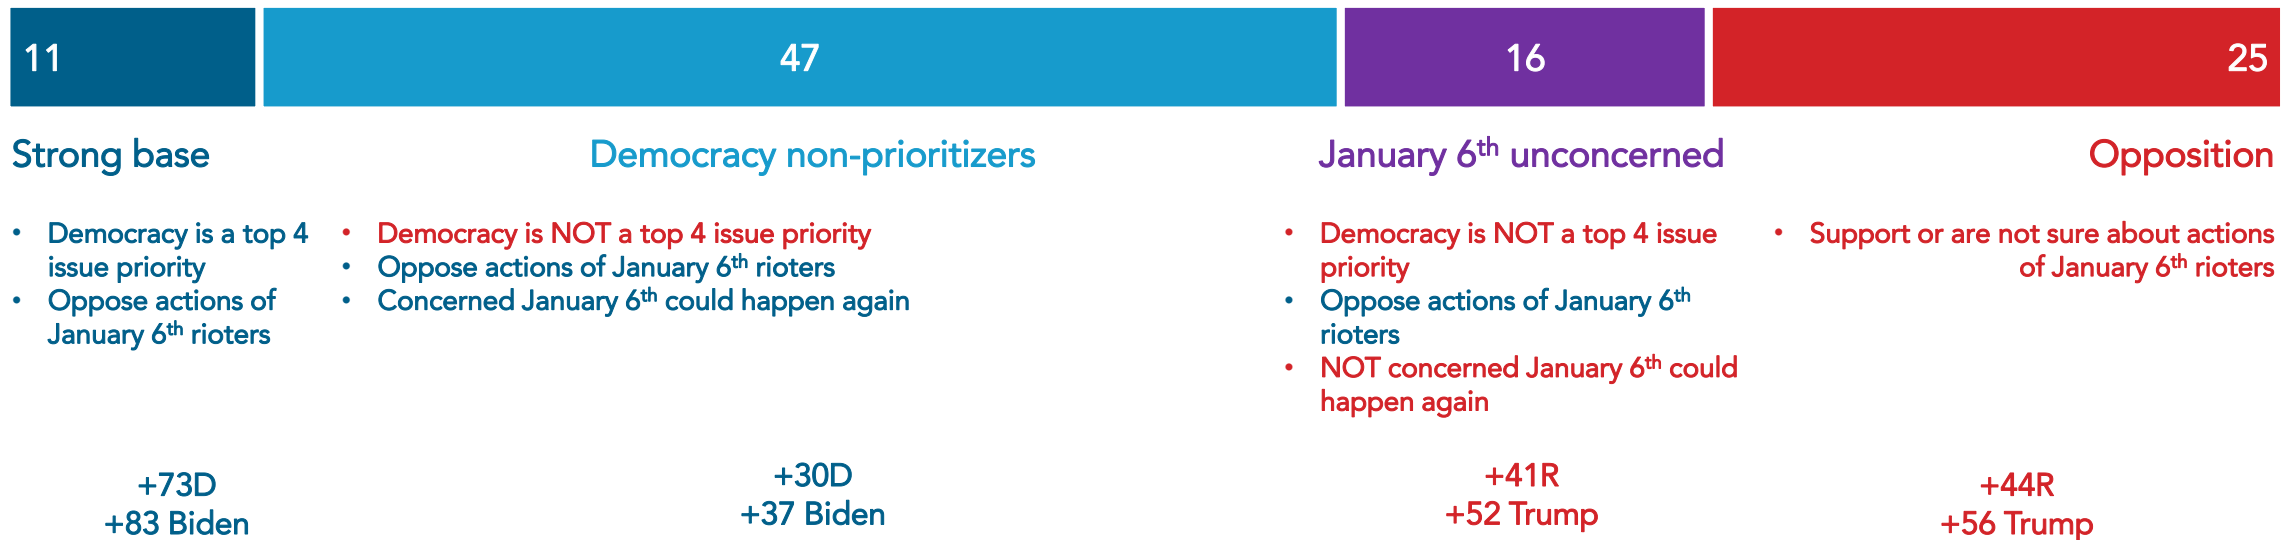 11
47
16
25
Strong base
Democracy non-prioritizers
January 6th unconcerned
Opposition
• Democracy is a top 4
issue priority
• Oppose actions of
January 6th rioters
• Democracy is NOT a top 4 issue priority
• Oppose actions of January 6th rioters
• Concerned January 6th could happen again
• Democracy is NOT a top 4 issue
priority
• Oppose actions of January 6th
rioters
• NOT concerned January 6th could
happen again
• Support or are not sure about actions
of January 6th rioters
+73D
+83 Biden
+30D
+37 Biden
+41R
+52 Trump
+44R
+56 Trump